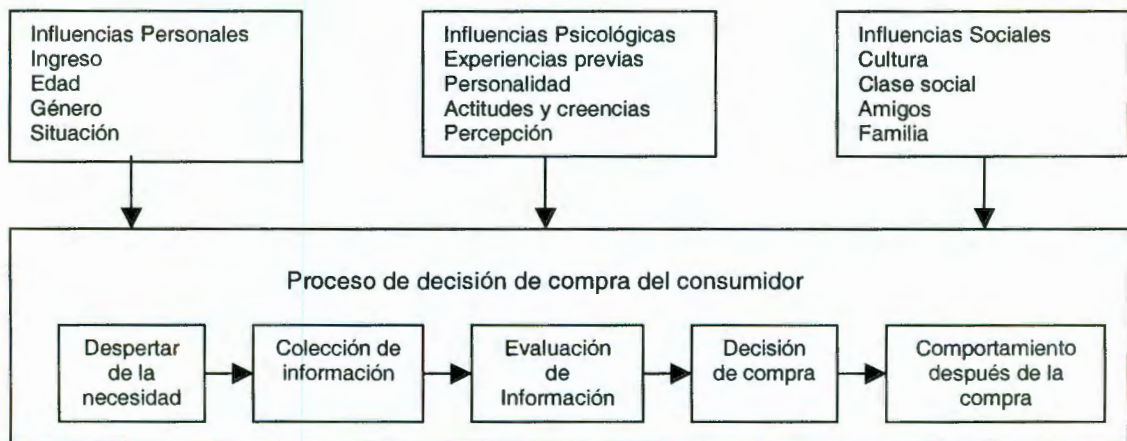 Influencias Personales
Ingreso
Edad
Género
Situación
Influencias Psicológicas
Experiencias previas
Personalidad
Actitudes y creencias
Percepción
Influencias Sociales
Cultura
Clase social
Amigos
Familia
Proceso de decisión de compra del consumidor
Despertar
de la
necesidad
Colección de
información
Evaluación
de
Información
Decisión
de compra
Comportamiento
después de la
compra